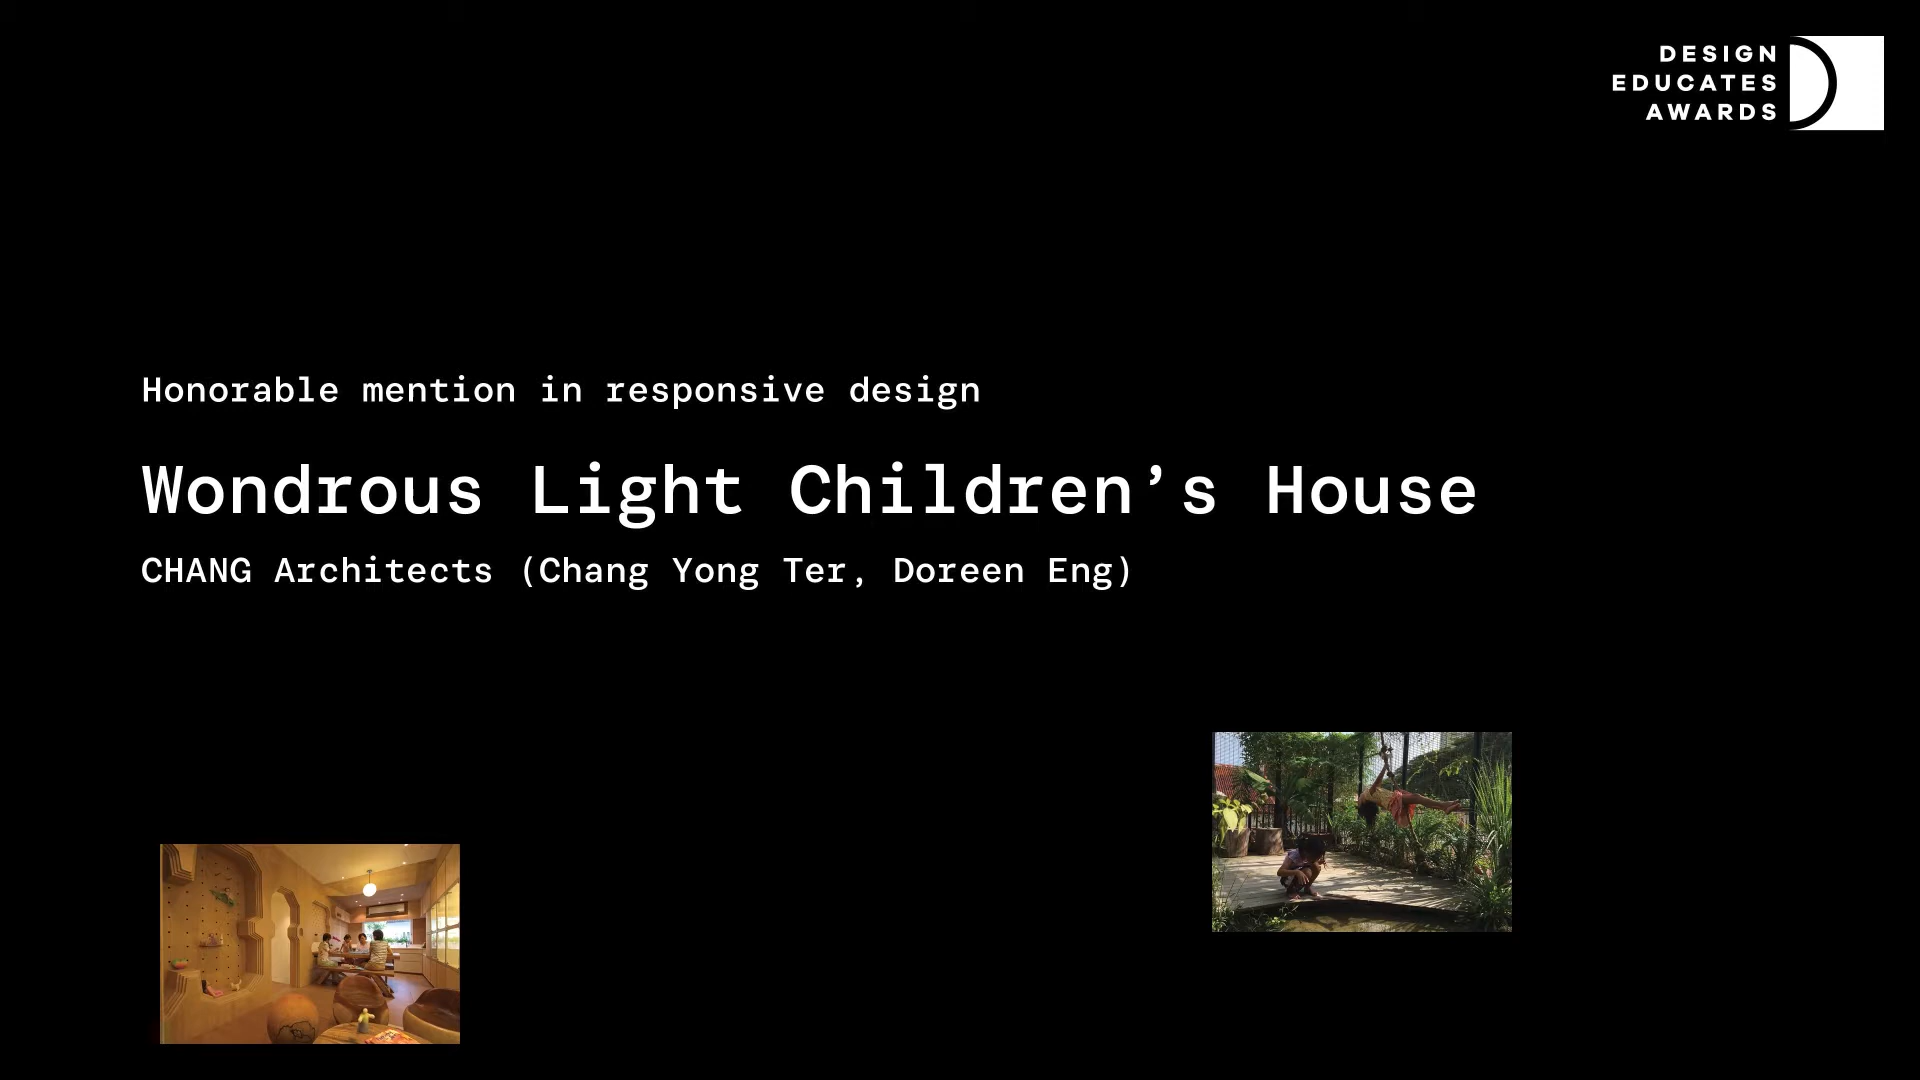 DESIGN
EDUCATES
AWARDS
Honorable mention in responsive design
Wondrous Light Children’s House
CHANG Architects (Chang Yong Ter, Doreen Eng)